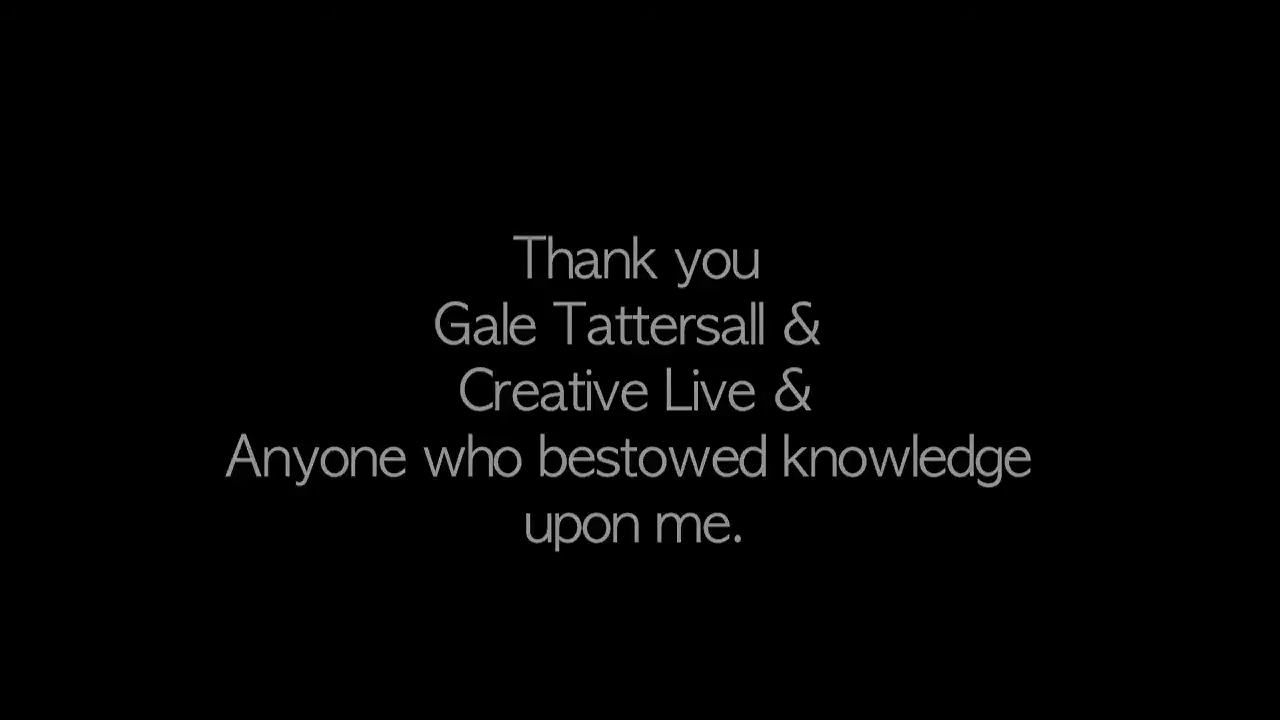 Thank you
Gale Tattersall &
Creative Live &
Anyone who bestowed knowledge
upon me.